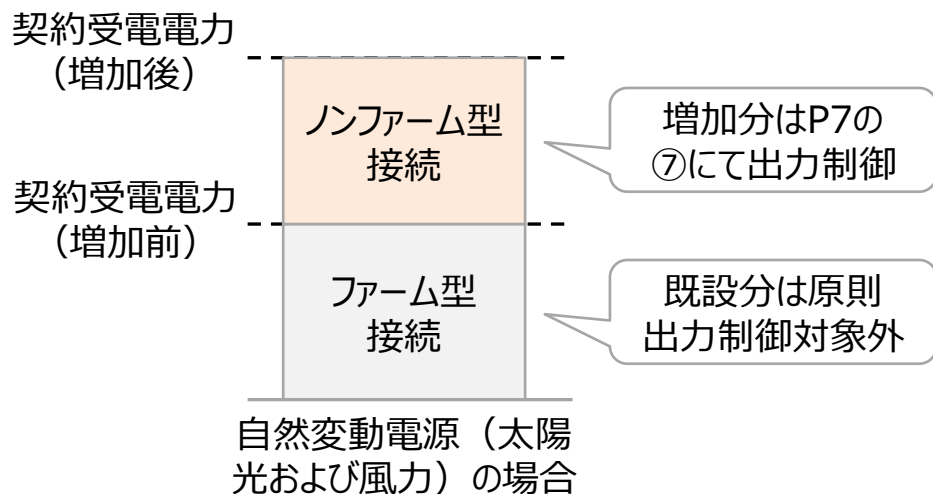 契約受電電力
（増加後）
ノンファーム型
接続
増加分はP7の
⑦にて出力制御
契約受電電力
（増加前）
ファーム型
接続
既設分は原則
出力制御対象外
自然変動電源（太陽
光および風力）の場合